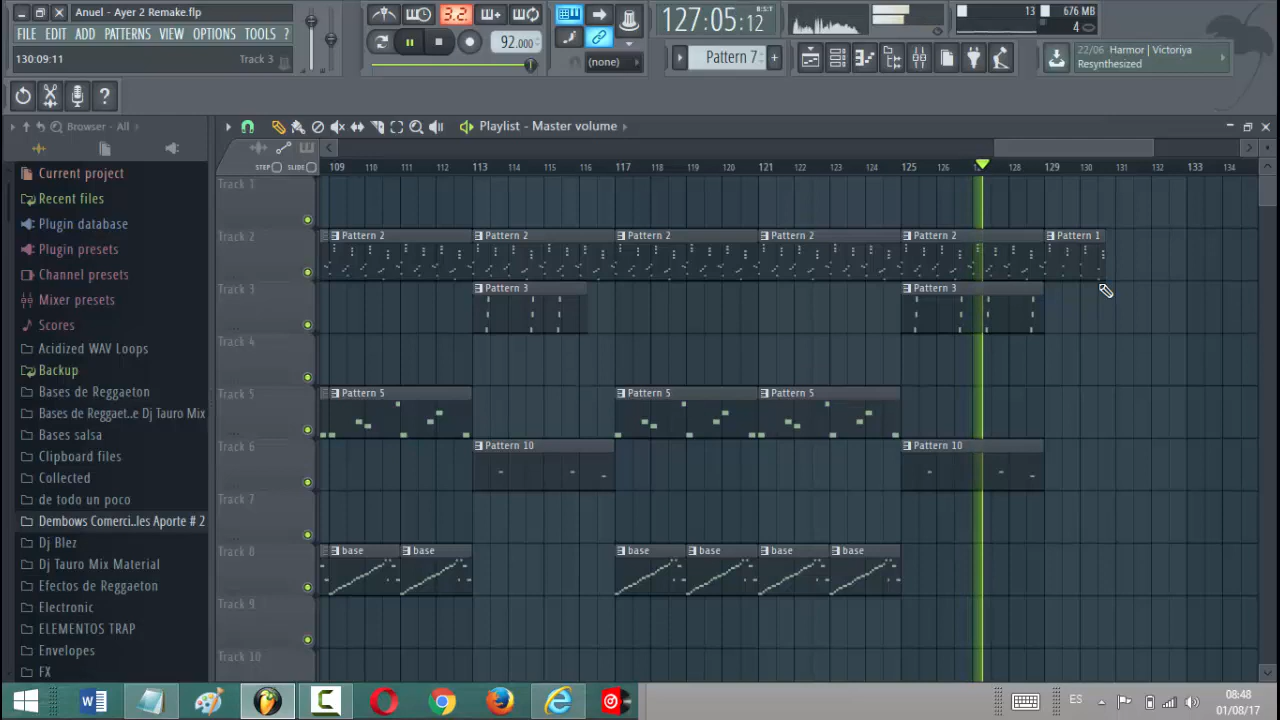 Anuel - Ayer 2 Remake.flp
FILE EDIT ADD PATTERNS VIEW OPTIONS TOOLS ?
130:09:11 Track 3
3.2
92.000
(none)
127:05:12 B:S:T
Pattern 7
13 676 MB
4
22/06 Harmor | Victoriya
Resynthesized
Browser - All
Playlist - Master volume
STEP SLIDE
109 110 111 112 113 114 115 116 117 118 119 120 121 122 123 124 125 126 128 129 130 131 132 133 134
Current project
Recent files
Plugin database
Plugin presets
Channel presets
Mixer presets
Scores
Acidized WAV Loops
Backup
Bases de Reggaeton
Bases de Reggaet..e Dj Tauro Mix
Bases salsa
Clipboard files
Collected
de todo un poco
Dembows Comerci..les Aporte # 2
Dj Blez
Dj Tauro Mix Material
Efectos de Reggaeton
Electronic
ELEMENTOS TRAP
Envelopes
FX
Track 1
Track 2
Pattern 2 Pattern 2 Pattern 2 Pattern 2 Pattern 2 Pattern 1
Track 3
Pattern 3 Pattern 3
Track 4
Track 5
Pattern 5 Pattern 5 Pattern 5
Track 6
Pattern 10 Pattern 10
Track 7
Track 8
base base base base base base
Track 9
Track 10
ES
08:48
01/08/17